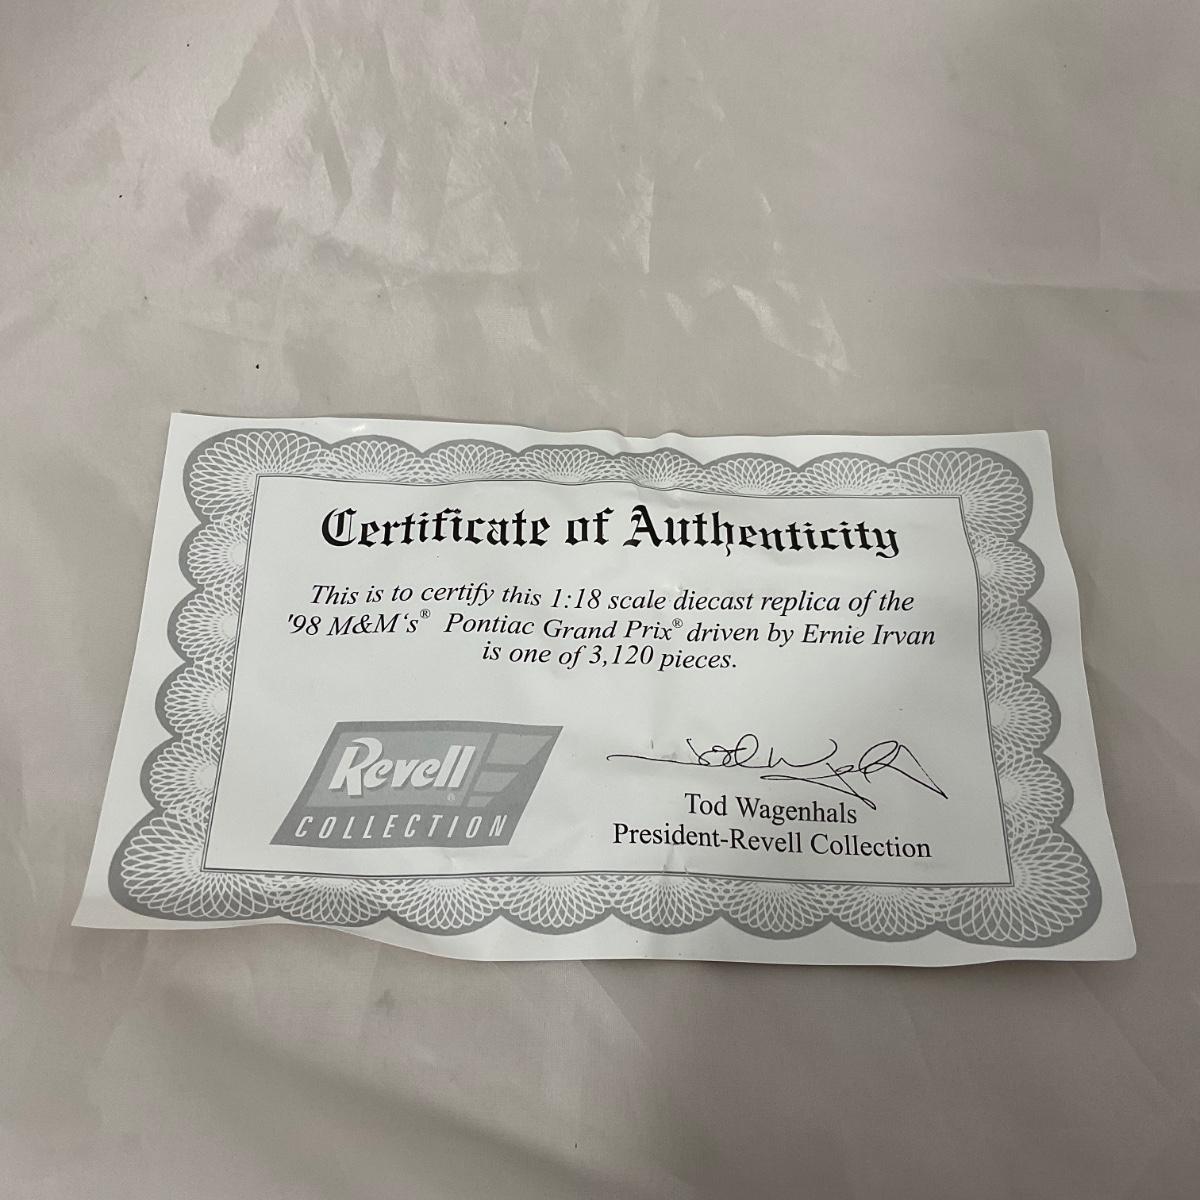 Certificate of Authenticity
This is to certify this 1:18 scale diecast replica of the
'98 M&M‘s® Pontiac Grand Prix® driven by Ernie Irvan
is one of 3,120 pieces.
Revell®
COLLECTION
Tod Wagenhals
President-Revell Collection